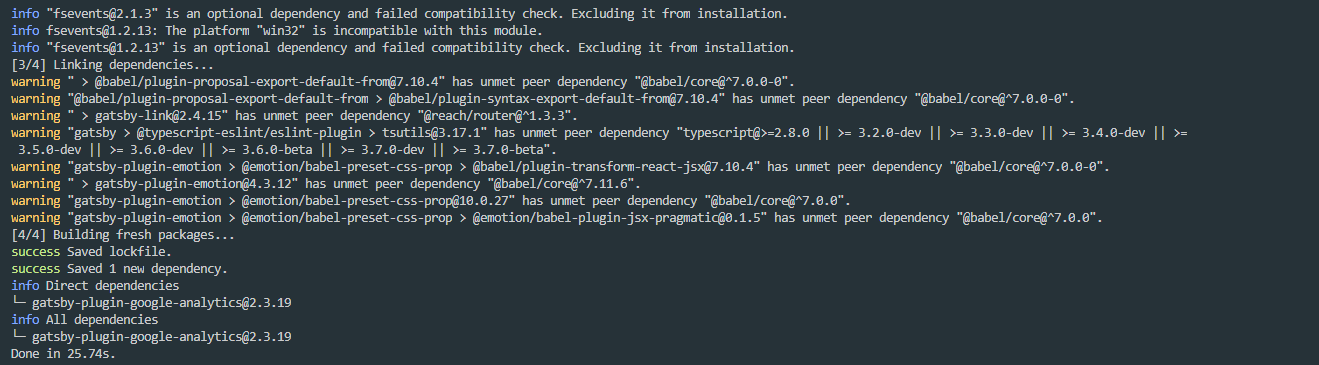 info "fsevents@2.1.3" is an optional dependency and failed compatibility check. Excluding it from installation.
info fsevents@1.2.13: The platform "win32" is incompatible with this module.
info "fsevents@1.2.13" is an optional dependency and failed compatibility check. Excluding it from installation.
[3/4] Linking dependencies...
warning " > @babel/plugin-proposal-export-default-from@7.10.4" has unmet peer dependency "@babel/core@^7.0.0-0".
warning "@babel/plugin-proposal-export-default-from > @babel/plugin-syntax-export-default-from@7.10.4" has unmet peer dependency "@babel/core@^7.0.0-0".
warning " > gatsby-link@2.4.15" has unmet peer dependency "@reach/router@^1.3.3".
warning "gatsby > @typescript-eslint/eslint-plugin > tsutils@3.17.1" has unmet peer dependency "typescript@>=2.8.0 || >= 3.2.0-dev || >= 3.3.0-dev || >= 3.4.0-dev || >=
3.5.0-dev || >= 3.6.0-dev || >= 3.6.0-beta || >= 3.7.0-dev || >= 3.7.0-beta".
warning "gatsby-plugin-emotion > @emotion/babel-preset-css-prop > @babel/plugin-transform-react-jsx@7.10.4" has unmet peer dependency "@babel/core@^7.0.0-0".
warning " > gatsby-plugin-emotion@4.3.12" has unmet peer dependency "@babel/core@^7.11.6".
warning "gatsby-plugin-emotion > @emotion/babel-preset-css-prop@10.0.27" has unmet peer dependency "@babel/core@^7.0.0".
warning "gatsby-plugin-emotion > @emotion/babel-preset-css-prop > @emotion/babel-plugin-jsx-pragmatic@0.1.5" has unmet peer dependency "@babel/core@^7.0.0".
[4/4] Building fresh packages...
success Saved lockfile.
success Saved 1 new dependency.
info Direct dependencies
└─ gatsby-plugin-google-analytics@2.3.19
info All dependencies
└─ gatsby-plugin-google-analytics@2.3.19
Done in 25.74s.